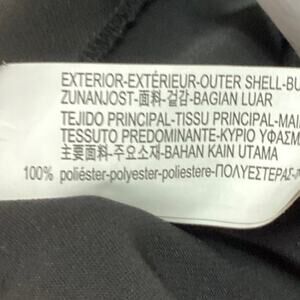 EXTERIOR-EXTÉRIEUR-OUTER SHELL-BU
ZUNANJOST-面料-겉감-BAGIAN LUAR
TEJIDO PRINCIPAL-TISSU PRINCIPAL-MAI
TESSUTO PREDOMINANTE-ΚΥΡΙΟ ΥΦΑΣΜ
主要面料-주요소재-BAHAN KAIN UTAMA
100% poliéster-polyester-poliestere-ΠΟΛΥΕΣΤΕΡΑΣ-